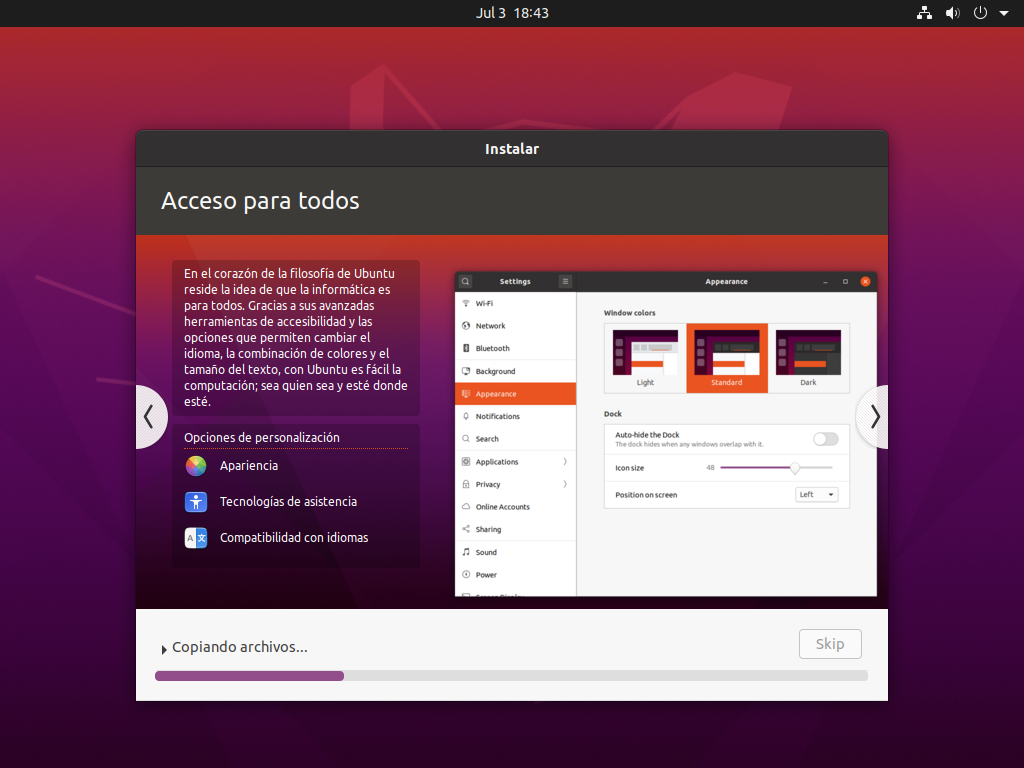 Jul 3 18:43
Instalar
Acceso para todos
En el corazón de la filosofía de Ubuntu
reside la idea de que la informática es
para todos. Gracias a sus avanzadas
herramientas de accesibilidad y las
opciones que permiten cambiar el
idioma, la combinación de colores y el
tamaño del texto, con Ubuntu es fácil la
computación; sea quien sea y esté donde
esté.
Opciones de personalización
Apariencia
Tecnologías de asistencia
Compatibilidad con idiomas
Settings
Appearance
Wi-Fi
Network
Bluetooth
Background
Appearance
Notifications
Search
Applications
Privacy
Online Accounts
Sharing
Sound
Power
Window colors
Light
Standard
Dark
Dock
Auto-hide the Dock
The dock hides when any windows overlap with it.
Icon size
48
Position on screen
Left
Copiando archivos...
Skip